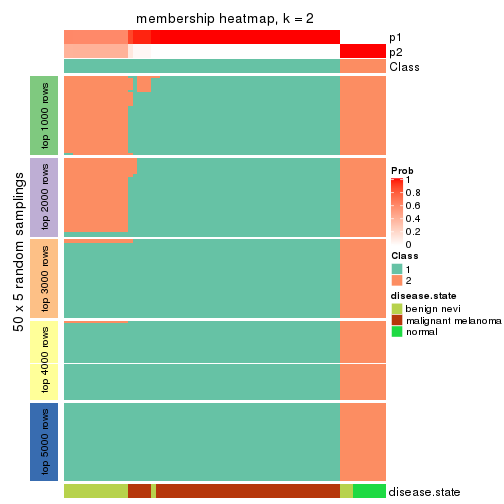 membership heatmap, k = 2
p1
p2
Class
50 x 5 random samplings
top 1000 rows
top 2000 rows
top 3000 rows
top 4000 rows
top 5000 rows
Prob
1
0.8
0.6
0.4
0.2
0
Class
1
2
disease.state
benign nevi
malignant melanoma
normal
disease.state